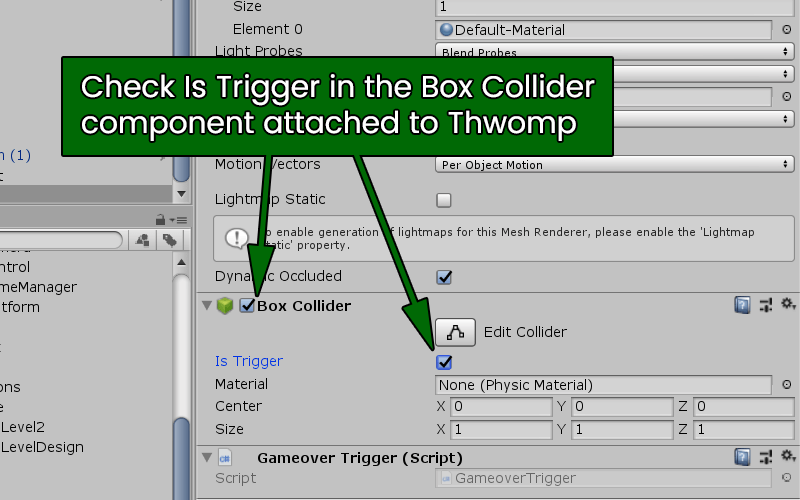 Size 1
Element 0 Default-Material
Light Probes Blend Probes
Check Is Trigger in the Box Collider
component attached to Thwomp
(1)
Motion Vectors Per Object Motion
Lightmap Static
enable generation of lightmaps for this Mesh Renderer, please enable the 'Lightmap
property.
Dynamic Occluded
Box Collider
Edit Collider
Is Trigger
Material None (Physic Material)
Center X 0 Y 0 Z 0
Size X 1 Y 1 Z 1
Gameover Trigger (Script)
Script GameoverTrigger
ntrol
meManager
tform
ons
Level2
LevelDesign